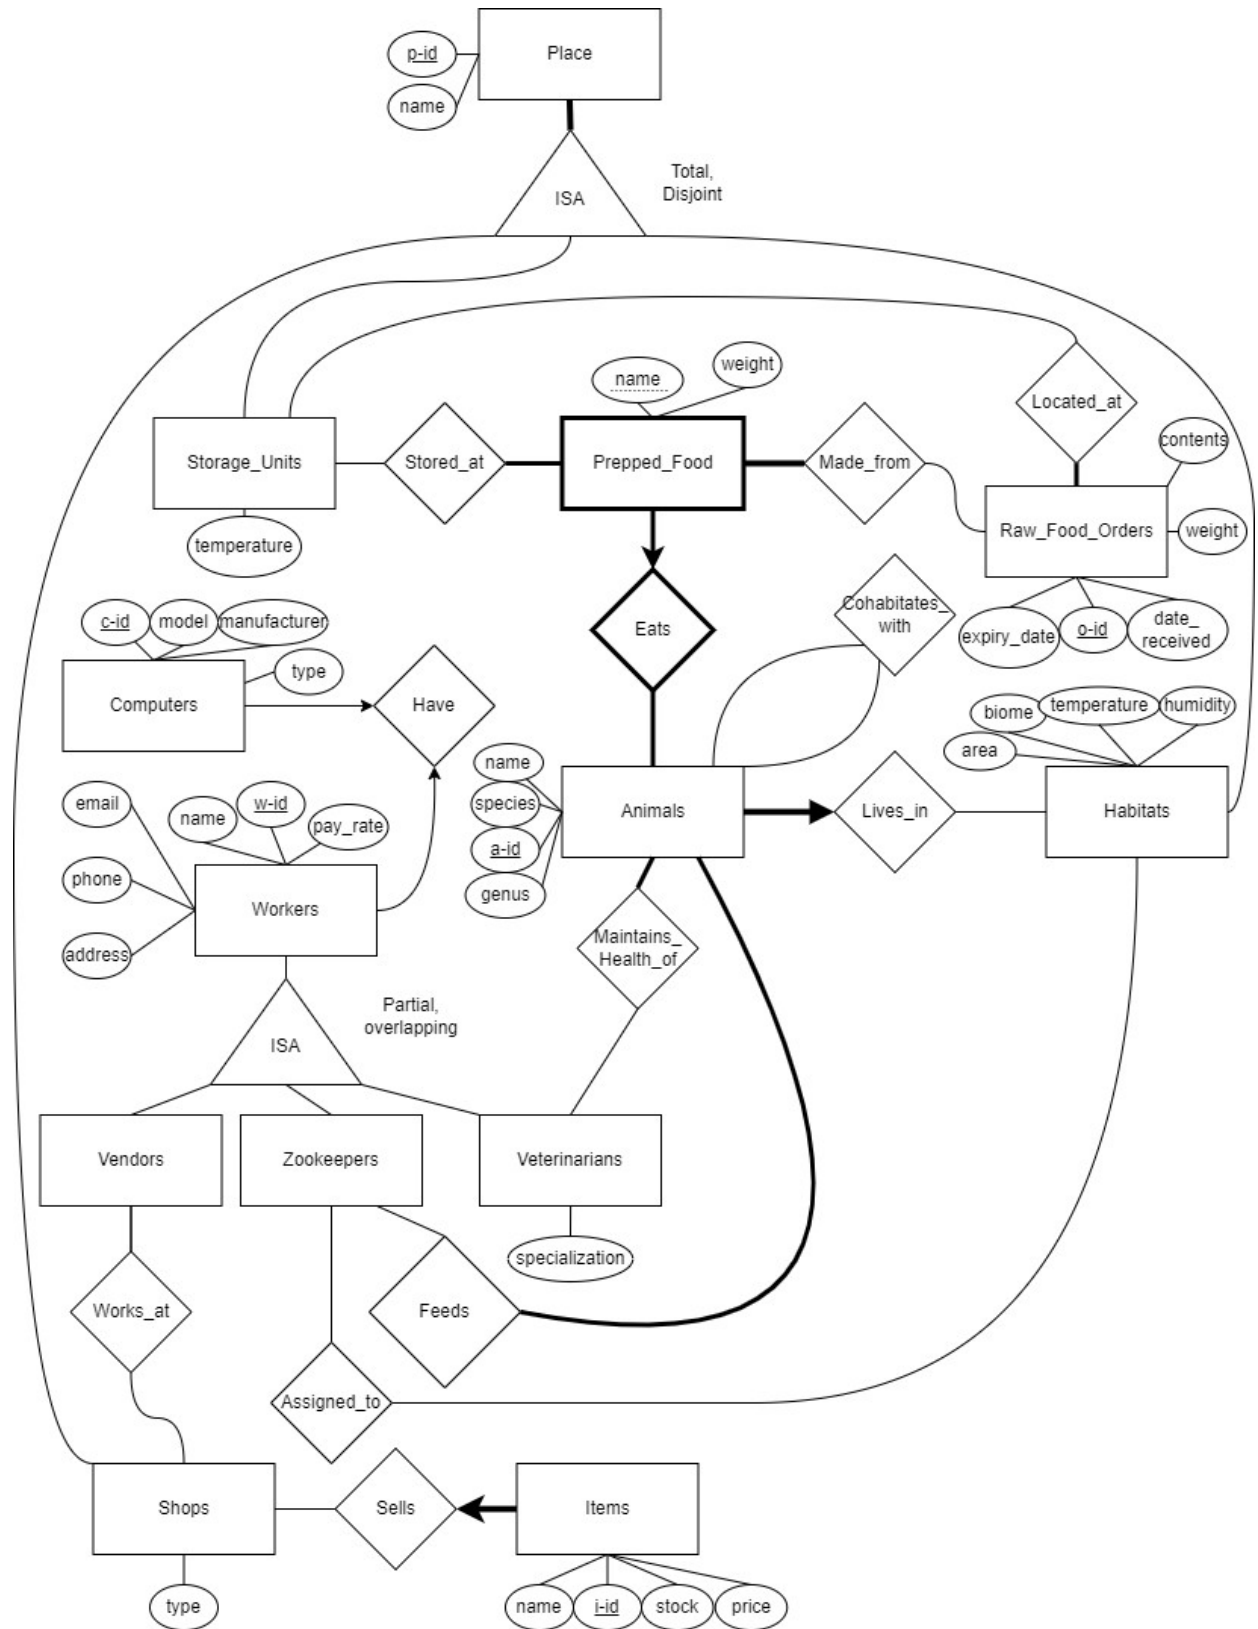 p-id
Place
name
Total,
Disjoint
ISA
name
weight
Located_at
contents
Storage_Units
Stored_at
Prepped_Food
Made_from
Raw_Food_Orders
weight
temperature
Cohabitates_
with
expiry_date
o-id
date_
received
Eats
c-id
model
manufacturer
type
Computers
Have
biome
temperature
humidity
area
name
species
a-id
genus
Animals
Lives_in
Habitats
email
name
w-id
pay_rate
phone
Workers
address
Maintains_
Health_of
Partial,
overlapping
ISA
Vendors
Zookeepers
Veterinarians
specialization
Works_at
Feeds
Assigned_to
Shops
Sells
Items
type
name
i-id
stock
price